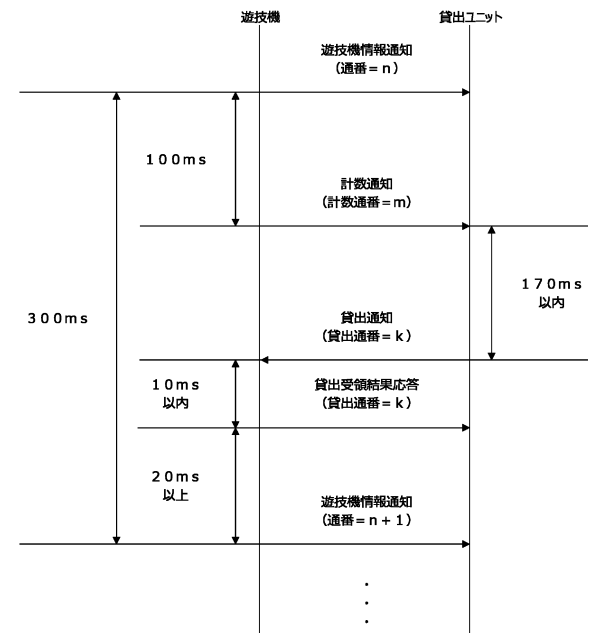 遊技機
貸出ユニット
遊技機情報通知
(通番=n)
100ms
計数通知
(計数通番=m)
170ms
以内
300ms
貸出通知
(貸出通番=k)
10ms
以内
貸出受領結果応答
(貸出通番=k)
20ms
以上
遊技機情報通知
(通番=n+1)
・
・
・